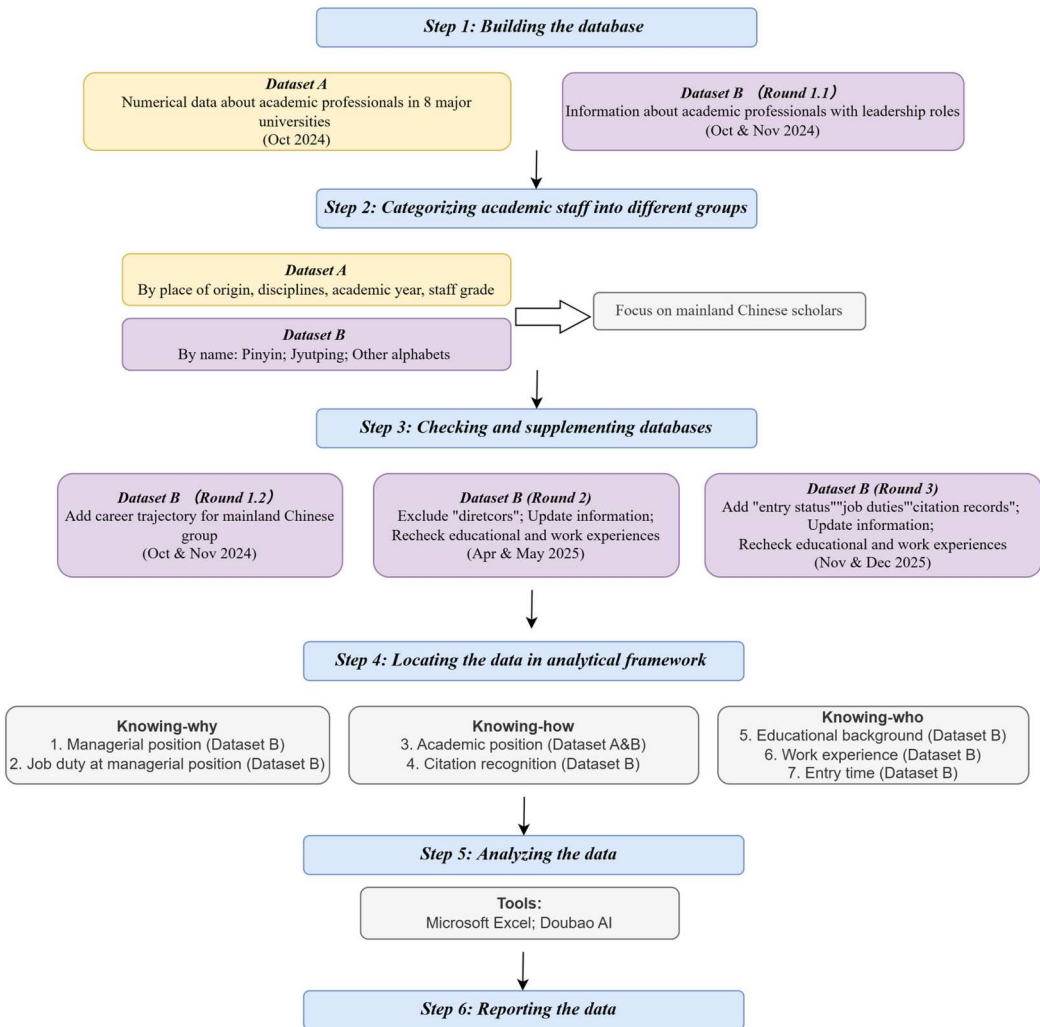 Step 1: Building the database
Dataset A
Numerical data about academic professionals in 8 major
universities
(Oct 2024)
Dataset B （Round 1.1）
Information about academic professionals with leadership roles
(Oct & Nov 2024)
Step 2: Categorizing academic staff into different groups
Dataset A
By place of origin, disciplines, academic year, staff grade
Dataset B
By name: Pinyin; Jyutping; Other alphabets
Focus on mainland Chinese scholars
Step 3: Checking and supplementing databases
Dataset B （Round 1.2）
Add career trajectory for mainland Chinese
group
(Oct & Nov 2024)
Dataset B (Round 2)
Exclude "diretcors"; Update information;
Recheck educational and work experiences
(Apr & May 2025)
Dataset B (Round 3)
Add "entry status""job duties"'citation records";
Update information;
Recheck educational and work experiences
(Nov & Dec 2025)
Step 4: Locating the data in analytical framework
Knowing-why
1. Managerial position (Dataset B)
2. Job duty at managerial position (Dataset B)
Knowing-how
3. Academic position (Dataset A&B)
4. Citation recognition (Dataset B)
Knowing-who
5. Educational background (Dataset B)
6. Work experience (Dataset B)
7. Entry time (Dataset B)
Step 5: Analyzing the data
Tools:
Microsoft Excel; Doubao AI
Step 6: Reporting the data